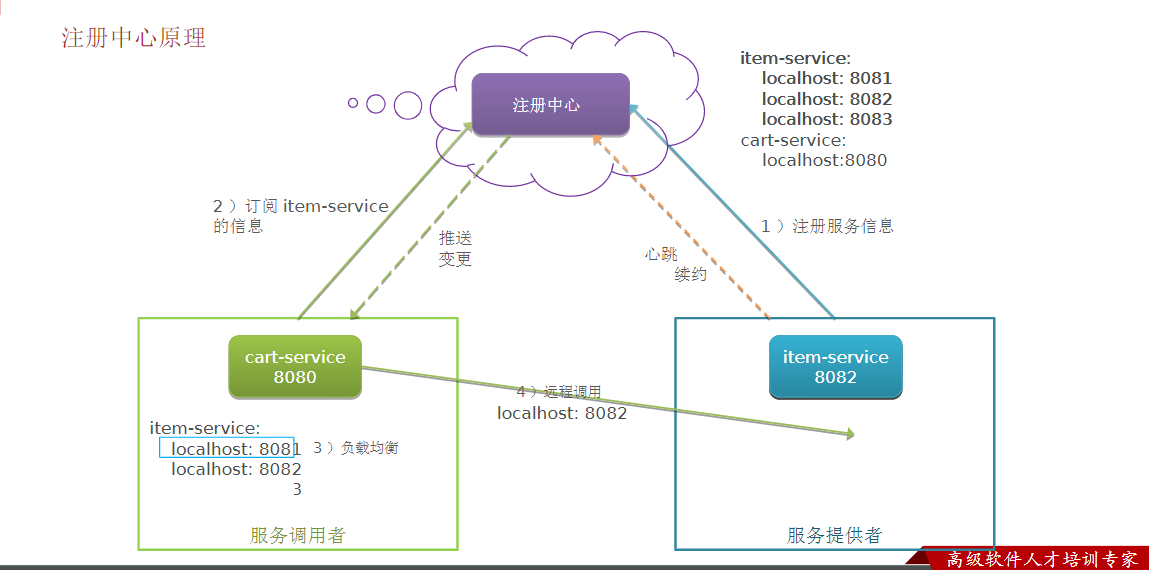 注册中心原理
注册中心
item-service:
localhost: 8081
localhost: 8082
localhost: 8083
cart-service:
localhost:8080
2 ）订阅 item-service
的信息
推送
变更
心跳
续约
1 ）注册服务信息
cart-service
8080
item-service
8082
4 ）远程调用
localhost: 8082
item-service:
localhost: 8081
3 ）负载均衡
localhost: 8082
3
服务调用者
服务提供者
高级软件人才培训专家